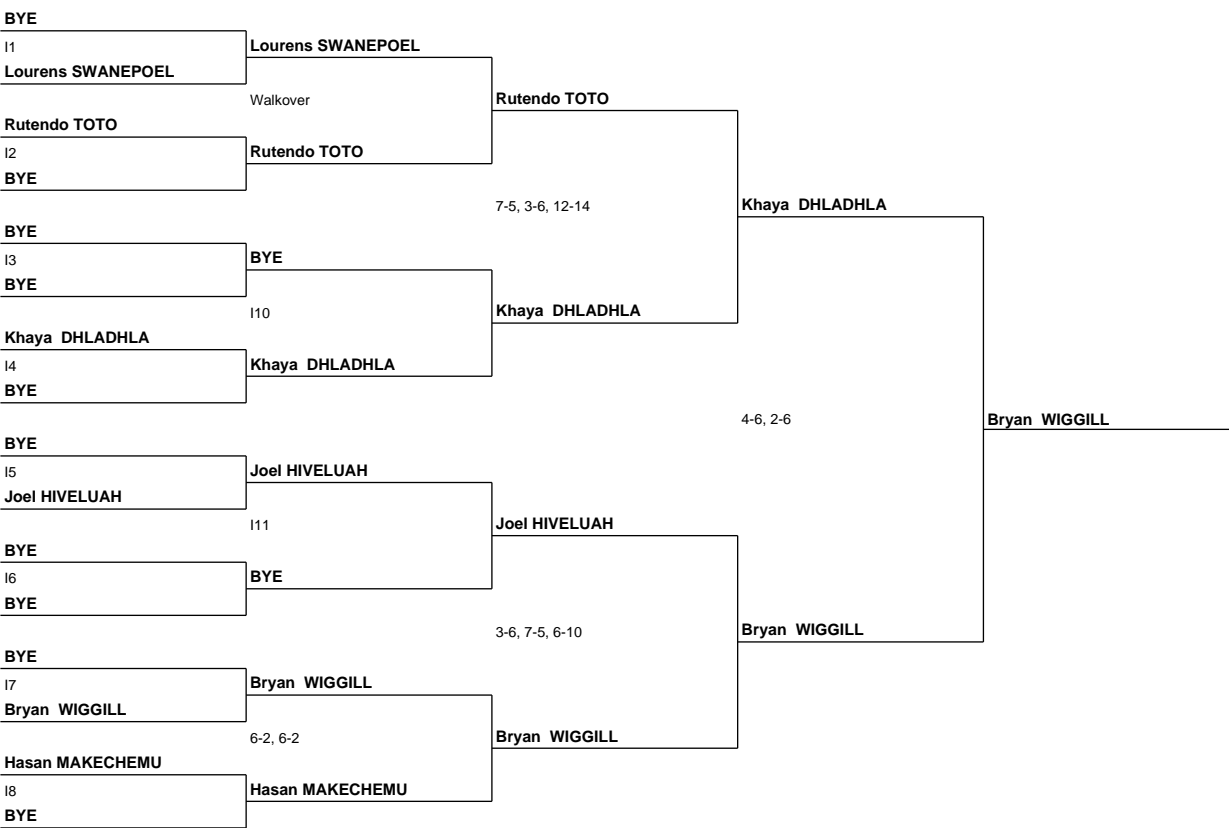 BYE
I1
Lourens SWANEPOEL
Lourens SWANEPOEL
Walkover
Rutendo TOTO
Rutendo TOTO
I2
Rutendo TOTO
BYE
7-5, 3-6, 12-14
Khaya DHLADHLA
BYE
I3
BYE
BYE
I10
Khaya DHLADHLA
Khaya DHLADHLA
I4
Khaya DHLADHLA
BYE
4-6, 2-6
Bryan WIGGILL
BYE
I5
Joel HIVELUAH
Joel HIVELUAH
I11
Joel HIVELUAH
BYE
I6
BYE
BYE
3-6, 7-5, 6-10
Bryan WIGGILL
BYE
I7
Bryan WIGGILL
Bryan WIGGILL
6-2, 6-2
Bryan WIGGILL
Hasan MAKECHEMU
I8
Hasan MAKECHEMU
BYE